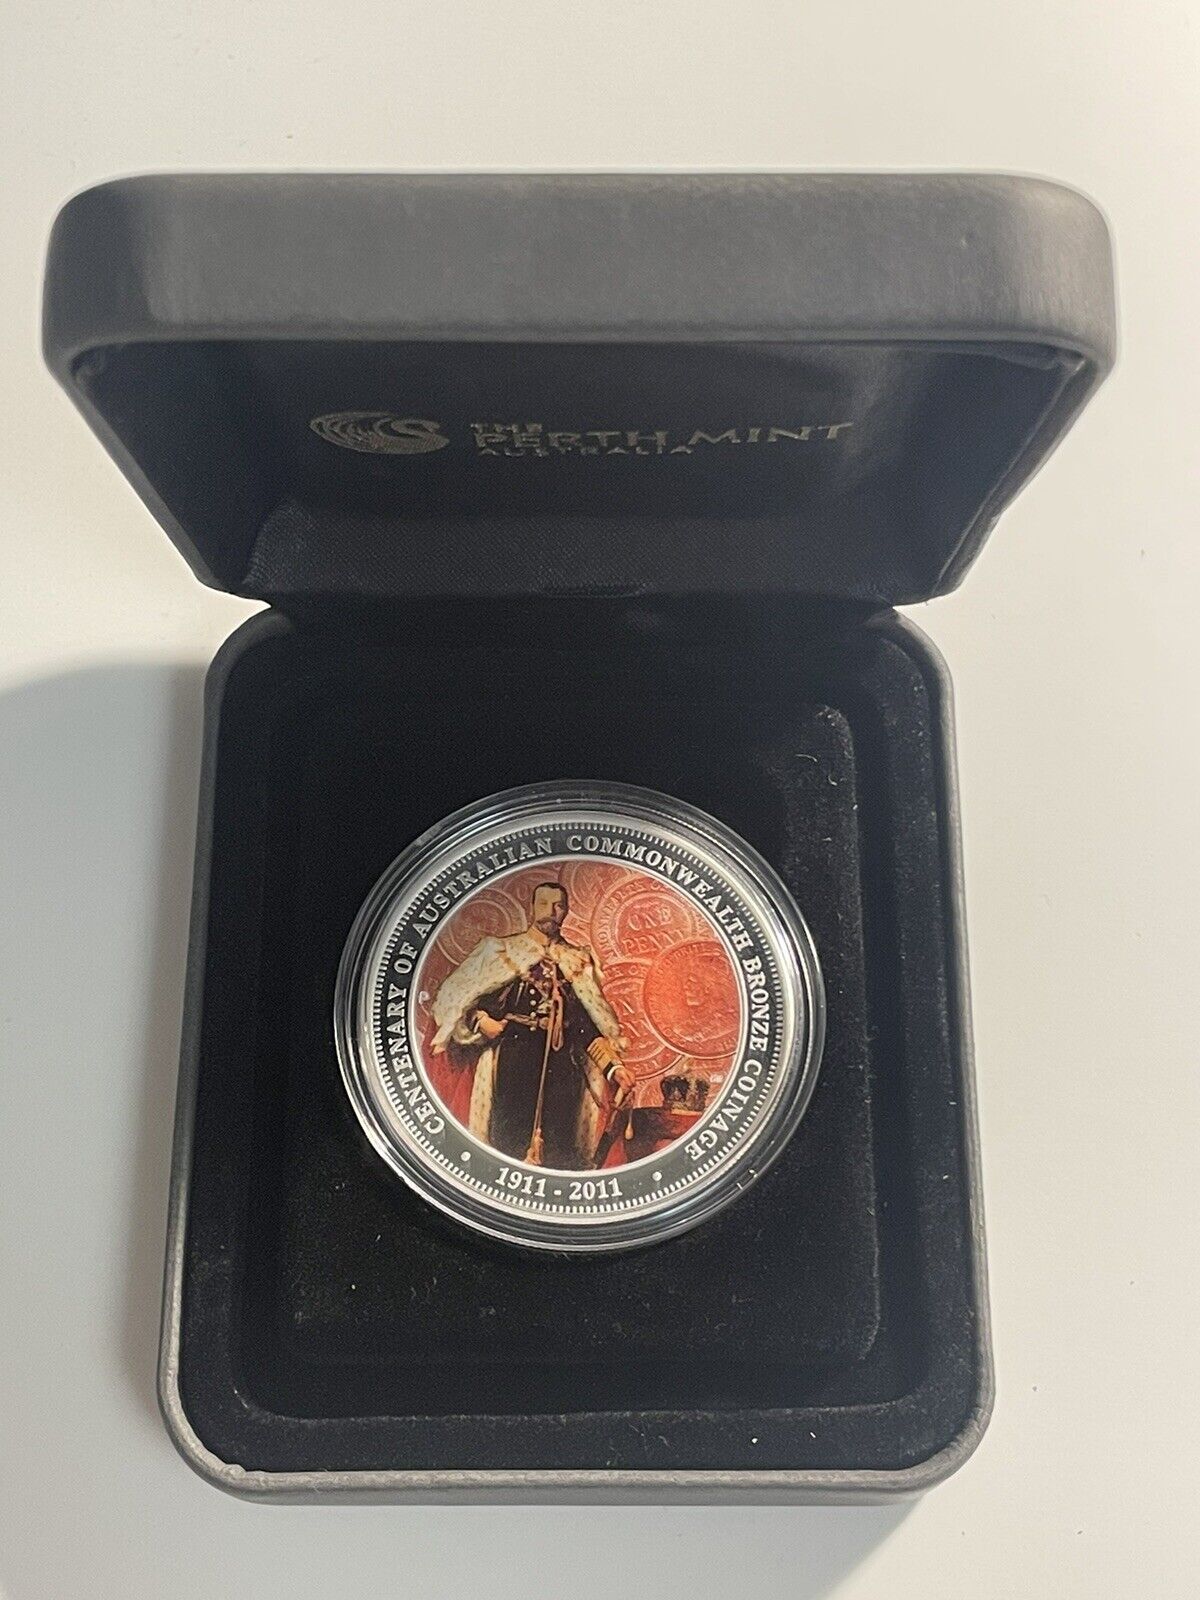 THE
PERTH MINT
AUSTRALIA
CENTENARY OF AUSTRALIAN COMMONWEALTH BRONZE COINAGE
ONE
PENNY
• 1911 - 2011 •